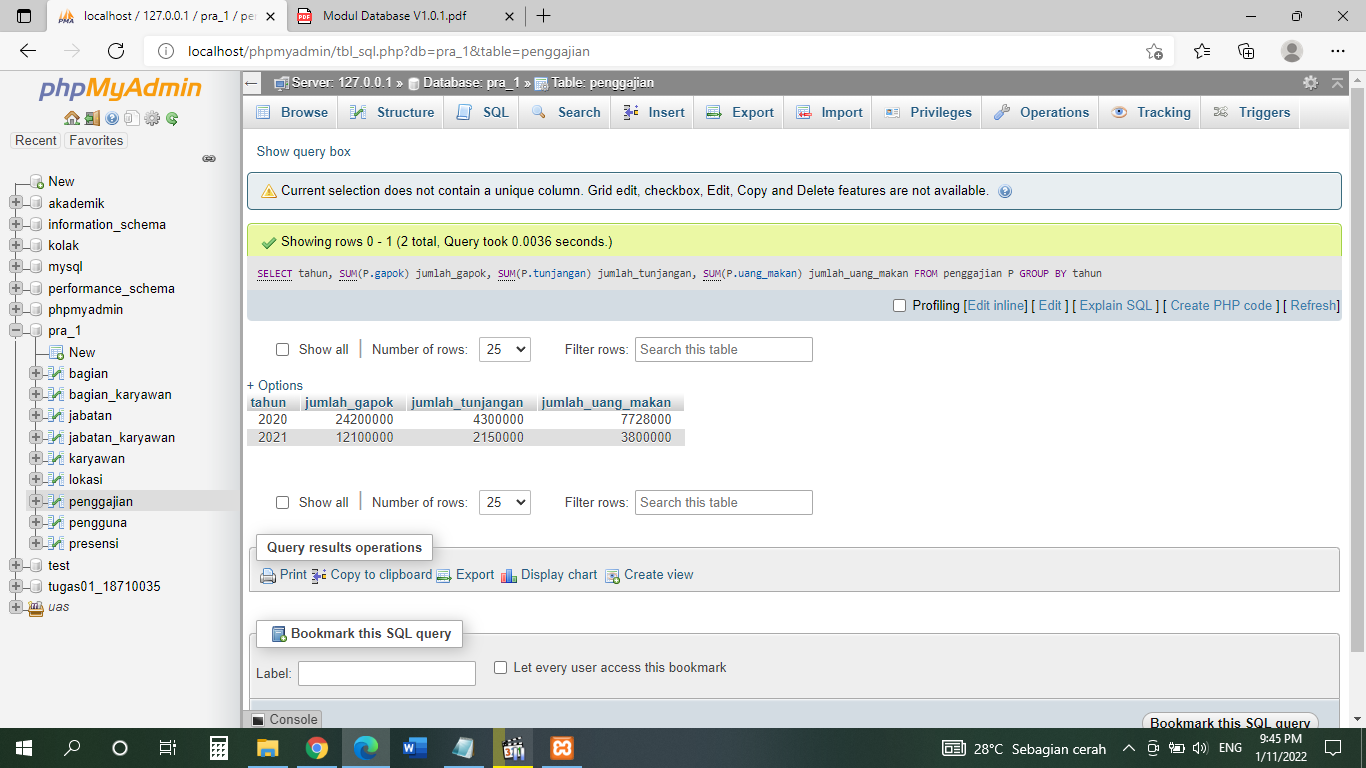 localhost / 127.0.0.1 / pra_1 / pe
Modul Database V1.0.1.pdf
localhost/phpmyadmin/tbl_sql.php?db=pra_1&table=penggajian
phpMyAdmin
Recent Favorites
New
akademik
information_schema
kolak
mysql
performance_schema
phpmyadmin
pra_1
New
bagian
bagian_karyawan
jabatan
jabatan_karyawan
karyawan
lokasi
penggajian
pengguna
presensi
test
tugas01_18710035
uas
Server: 127.0.0.1 » Database: pra_1 » Table: penggajian
Browse Structure SQL Search Insert Export Import Privileges Operations Tracking Triggers
Show query box
Current selection does not contain a unique column. Grid edit, checkbox, Edit, Copy and Delete features are not available.
Showing rows 0 - 1 (2 total, Query took 0.0036 seconds.)
SELECT tahun, SUM(P.gapok) jumlah_gapok, SUM(P.tunjangan) jumlah_tunjangan, SUM(P.uang_makan) jumlah_uang_makan FROM penggajian P GROUP BY tahun
Profiling [Edit inline] [ Edit ] [ Explain SQL ] [ Create PHP code ] [ Refresh]
Show all Number of rows: 25 Filter rows: Search this table
+ Options
tahun jumlah_gapok jumlah_tunjangan jumlah_uang_makan
2020 24200000 4300000 7728000
2021 12100000 2150000 3800000
Show all Number of rows: 25 Filter rows: Search this table
Query results operations
Print Copy to clipboard Export Display chart Create view
Bookmark this SQL query
Label: Let every user access this bookmark
Console
Bookmark this SQL query
28°C Sebagian cerah ENG 9:45 PM
1/11/2022